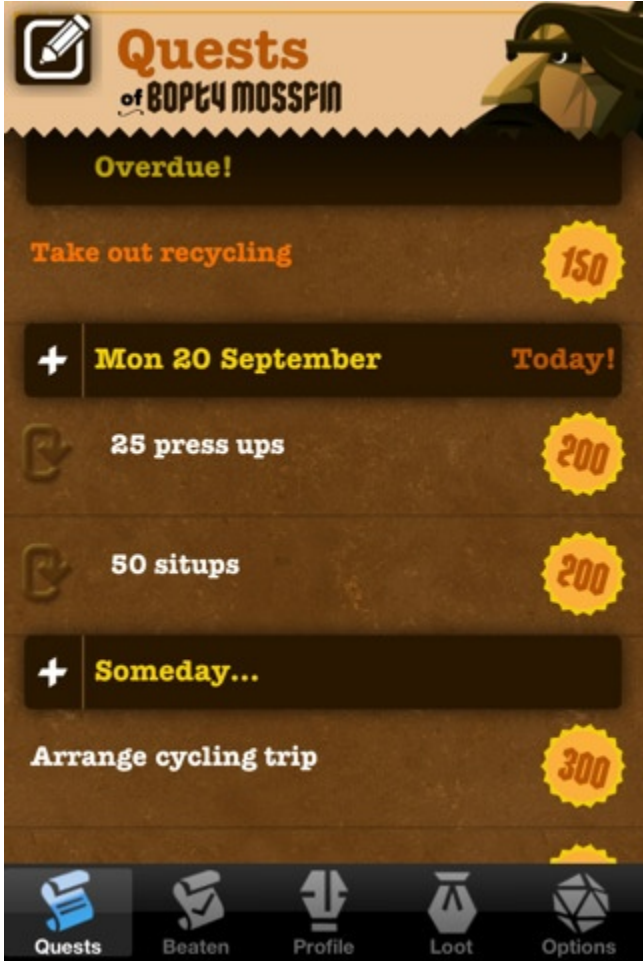 Quests
of BOPTY MOSSFIN
Overdue!
Take out recycling
150
Mon 20 September Today!
25 press ups
200
50 situps
200
Someday...
Arrange cycling trip
300
Quests Beaten Profile Loot Options